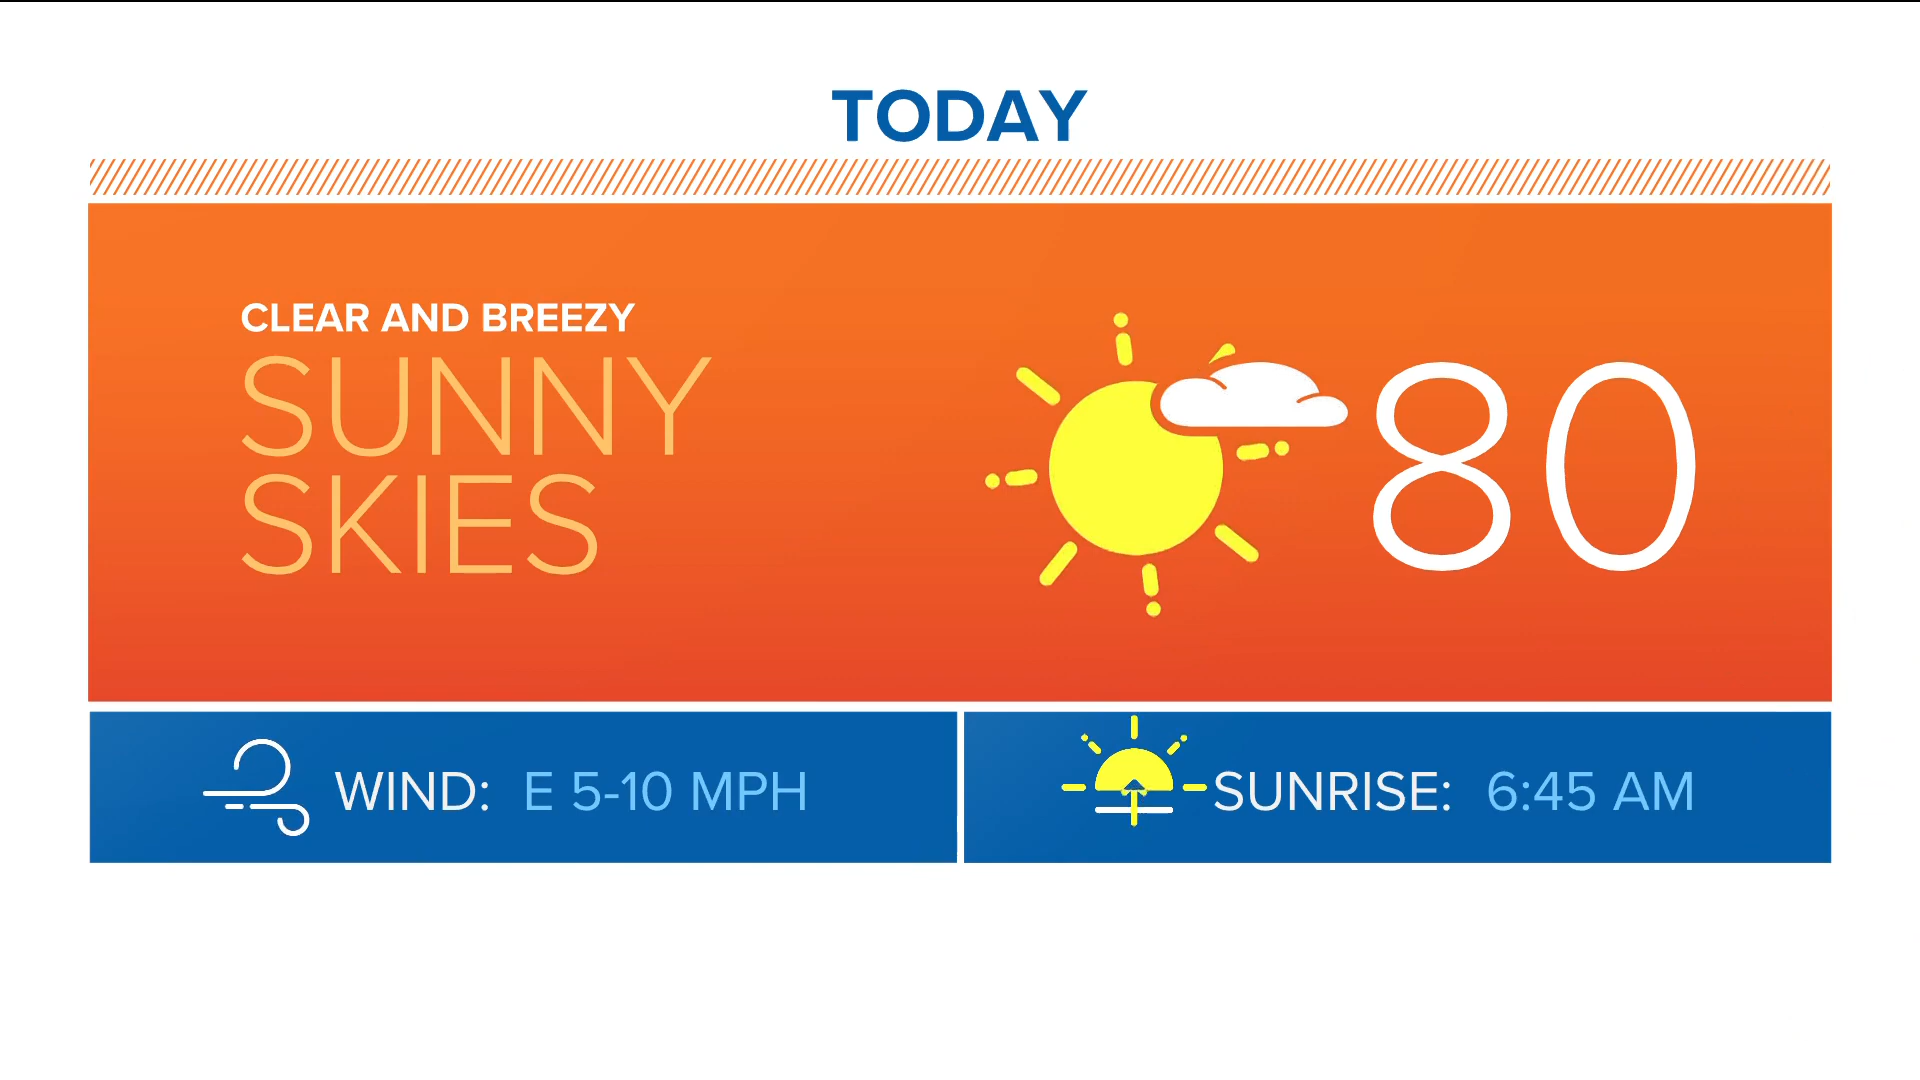 TODAY
CLEAR AND BREEZY
SUNNY
SKIES
80
WIND: E 5-10 MPH
SUNRISE: 6:45 AM